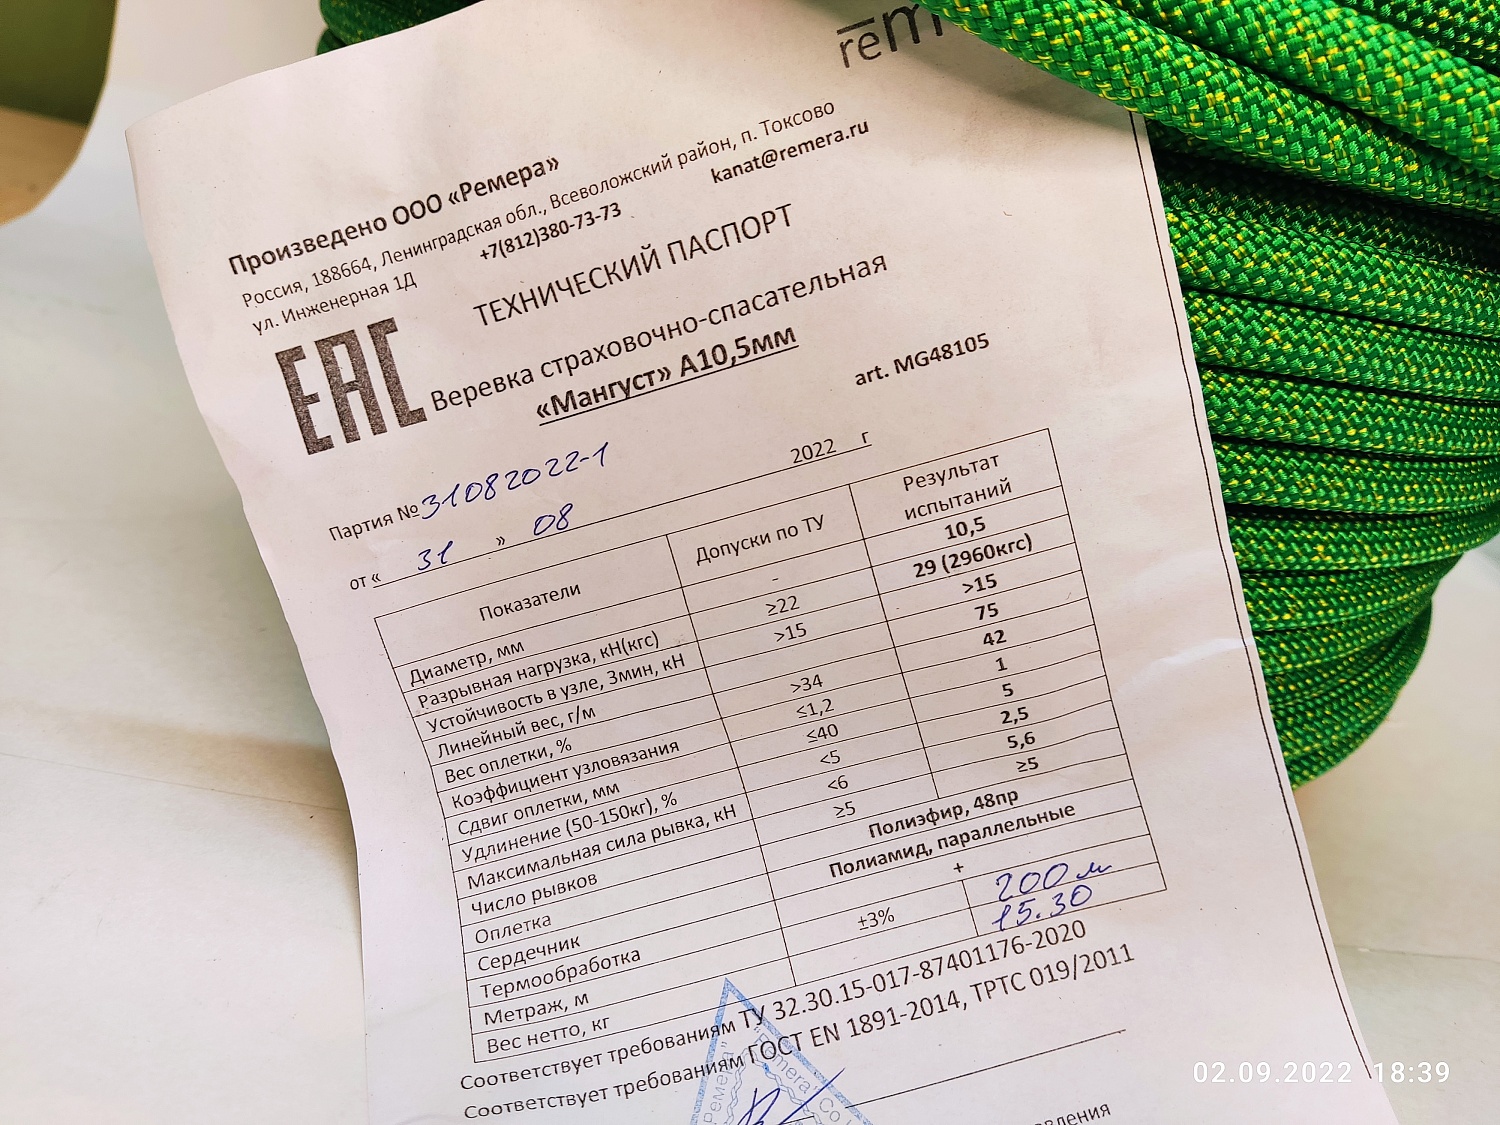 rem
Произведено ООО «Ремера»
Россия, 188664, Ленинградская обл., Всеволожский район, п. Токсово
ул. Инженерная 1Д
+7(812)380-73-73
kanat@remera.ru
ТЕХНИЧЕСКИЙ ПАСПОРТ
EAC
Веревка страховочно-спасательная
«Мангуст» А10,5мм
art. MG48105
Партия № 31082022-1
от « 31 » 08 2022 г
Показатели Допуски по ТУ Результат испытаний
Диаметр, мм - 10,5
Разрывная нагрузка, кН(кгс) ≥22 29 (2960кгс)
Устойчивость в узле, 3мин, кН >15 >15
Линейный вес, г/м 75
Вес оплетки, % >34 42
Коэффициент узловязания ≤1,2 1
Сдвиг оплетки, мм ≤40 5
Удлинение (50-150кг), % <5 2,5
Максимальная сила рывка, кН <6 5,6
Число рывков ≥5 ≥5
Оплетка Полиэфир, 48пр
Сердечник Полиамид, параллельные
Термообработка +
Метраж, м ±3% 200 м
Вес нетто, кг 15.30
Соответствует требованиям ТУ 32.30.15-017-87401176-2020
Соответствует требованиям ГОСТ EN 1891-2014, ТРТС 019/2011
"Ремера" "Remera" Co
02.09.2022 18:39